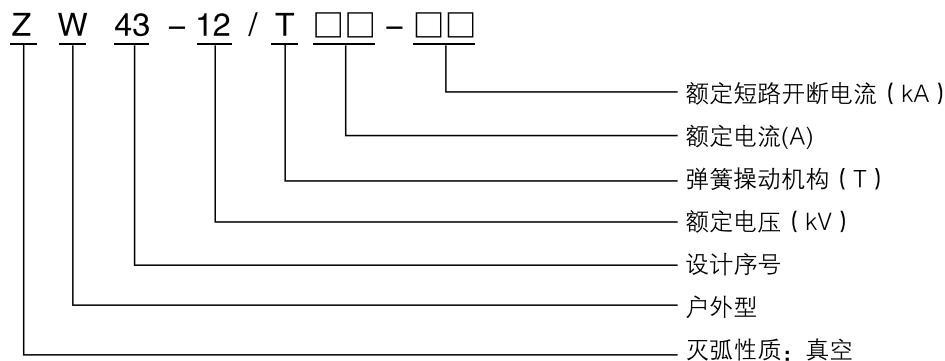 Z W 43 – 12 / T □□ – □□
额定短路开断电流（kA）
额定电流(A)
弹簧操动机构（T）
额定电压（kV）
设计序号
户外型
灭弧性质：真空